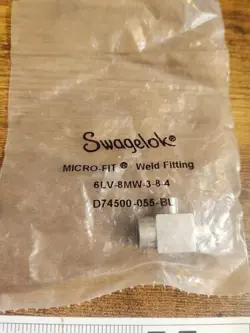 Swagelok®
MICRO-FIT® Weld Fitting
6LV-8MW-3-8-4
D74500-055-BL